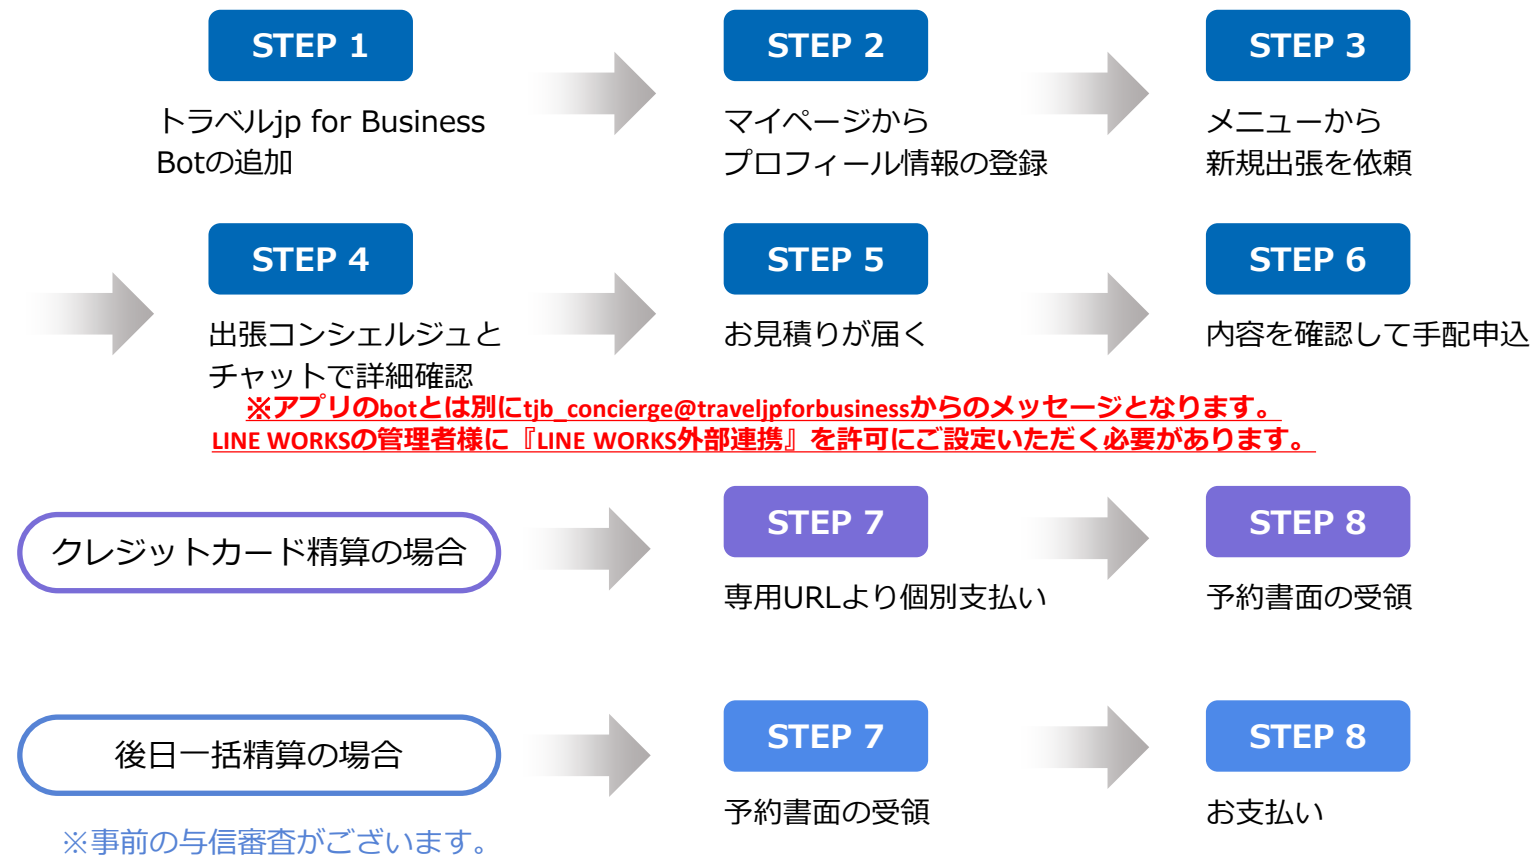 STEP 1
トラベルjp for Business
Botの追加
STEP 2
マイページから
プロフィール情報の登録
STEP 3
メニューから
新規出張を依頼
STEP 4
出張コンシェルジュと
チャットで詳細確認
STEP 5
お見積りが届く
STEP 6
内容を確認して手配申込
※アプリのbotとは別にtjb_concierge@traveljpforbusinessからのメッセージとなります。
LINE WORKSの管理者様に『LINE WORKS外部連携』を許可にご設定いただく必要があります。
クレジットカード精算の場合
STEP 7
専用URLより個別支払い
STEP 8
予約書面の受領
後日一括精算の場合
※事前の与信審査がございます。
STEP 7
予約書面の受領
STEP 8
お支払い